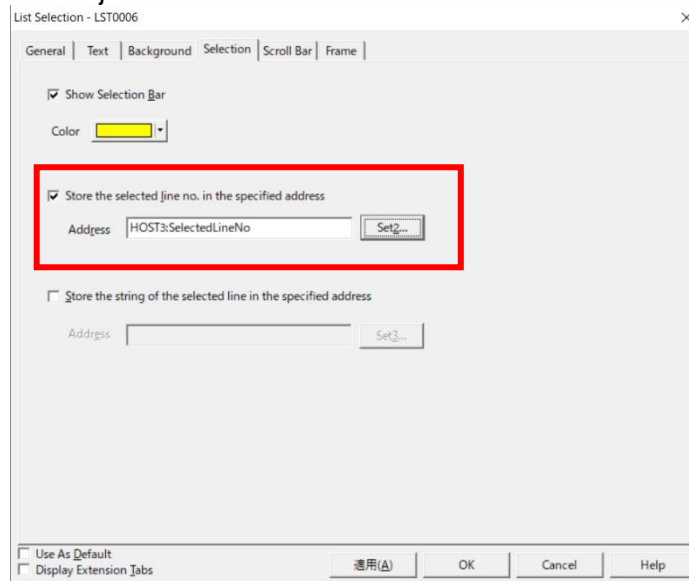 List Selection - LST0006
General Text Background Selection Scroll Bar Frame
Show Selection Bar
Color
Store the selected line no. in the specified address
Address HOST3:SelectedLineNo Set2...
Store the string of the selected line in the specified address
Address Set3...
Use As Default
Display Extension Tabs
適用(A) OK Cancel Help